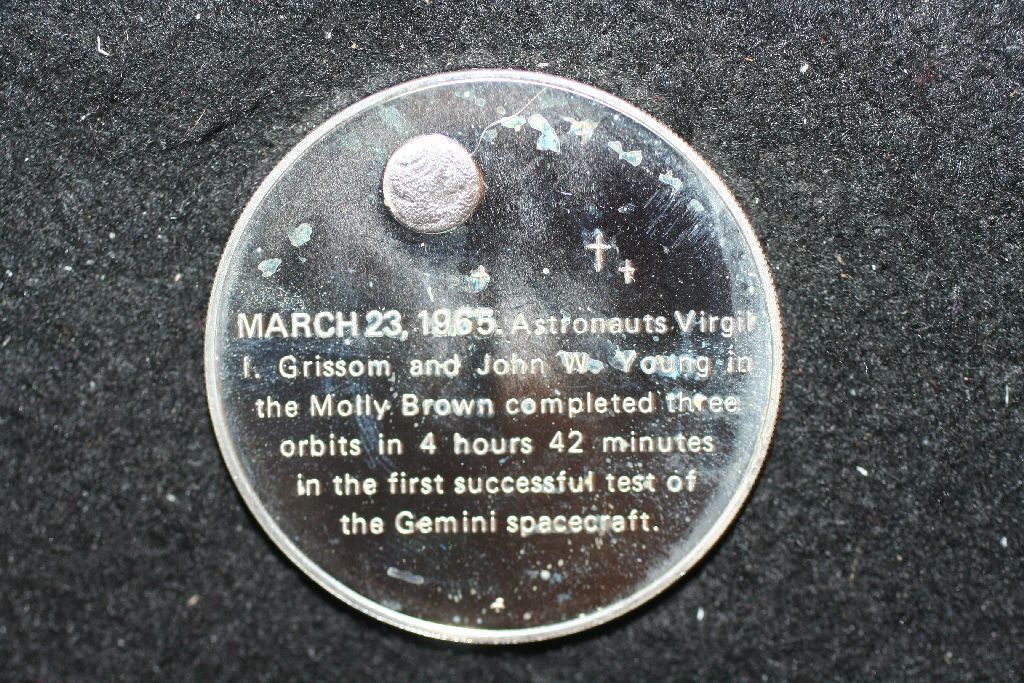 MARCH 23, 1965. Astronauts Virgil
I. Grissom and John W. Young in
the Molly Brown completed three
orbits in 4 hours 42 minutes
in the first successful test of
the Gemini spacecraft.